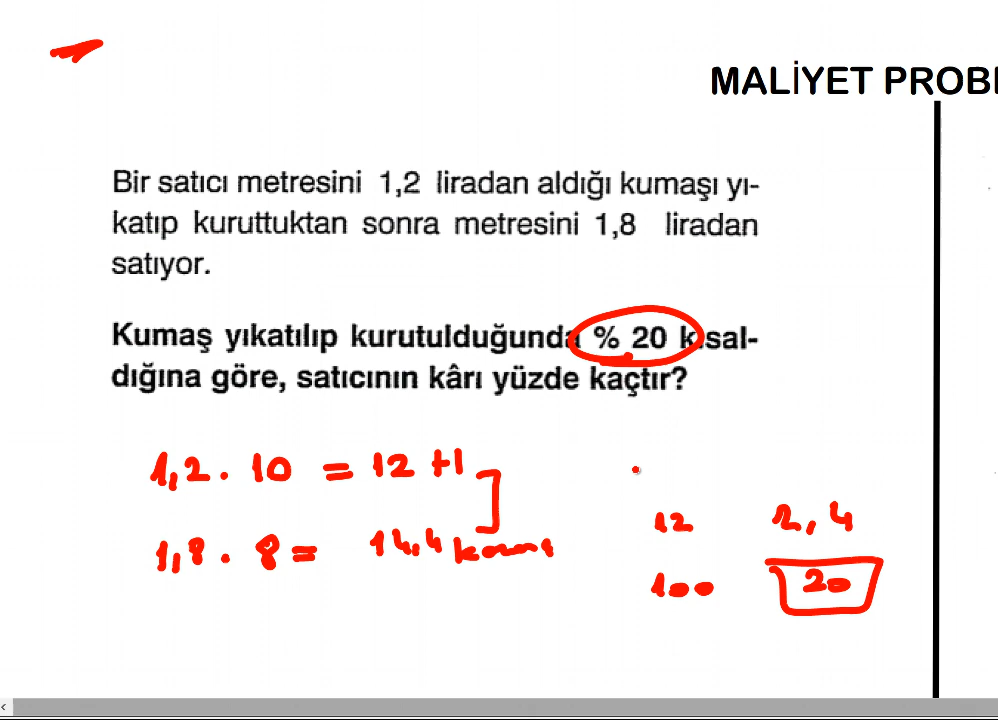 MALİYET PROB
Bir satıcı metresini 1,2 liradan aldığı kumaşı yı-
katıp kuruttuktan sonra metresini 1,8 liradan
satıyor.
Kumaş yıkatılıp kurutulduğunda % 20 kısal-
dığına göre, satıcının kârı yüzde kaçtır?
1,2 . 10 = 12 +1
1,8 . 8 = 14,4
12 2,4
100 20